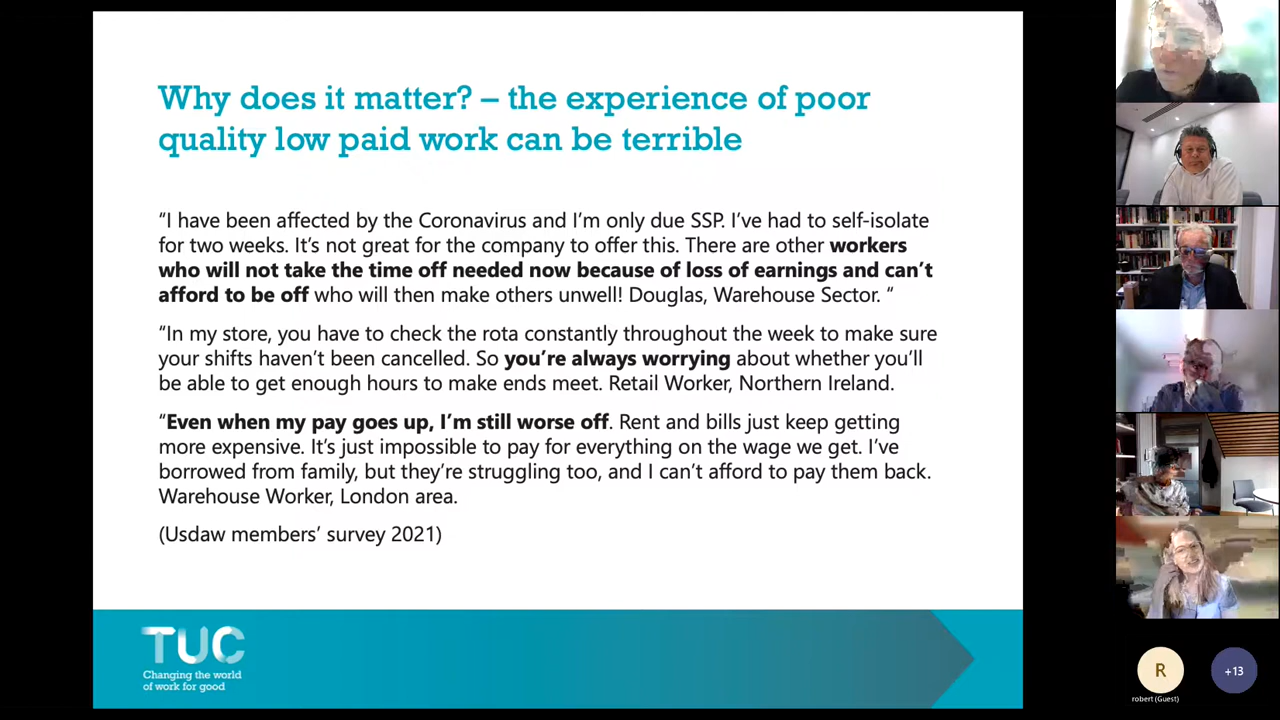 Why does it matter? – the experience of poor
quality low paid work can be terrible
“I have been affected by the Coronavirus and I’m only due SSP. I’ve had to self-isolate
for two weeks. It’s not great for the company to offer this. There are other workers
who will not take the time off needed now because of loss of earnings and can’t
afford to be off who will then make others unwell! Douglas, Warehouse Sector. “
“In my store, you have to check the rota constantly throughout the week to make sure
your shifts haven’t been cancelled. So you’re always worrying about whether you’ll
be able to get enough hours to make ends meet. Retail Worker, Northern Ireland.
“Even when my pay goes up, I’m still worse off. Rent and bills just keep getting
more expensive. It’s just impossible to pay for everything on the wage we get. I’ve
borrowed from family, but they’re struggling too, and I can’t afford to pay them back.
Warehouse Worker, London area.
(Usdaw members’ survey 2021)
TUC
Changing the world
of work for good
R
+13
robert (Guest)